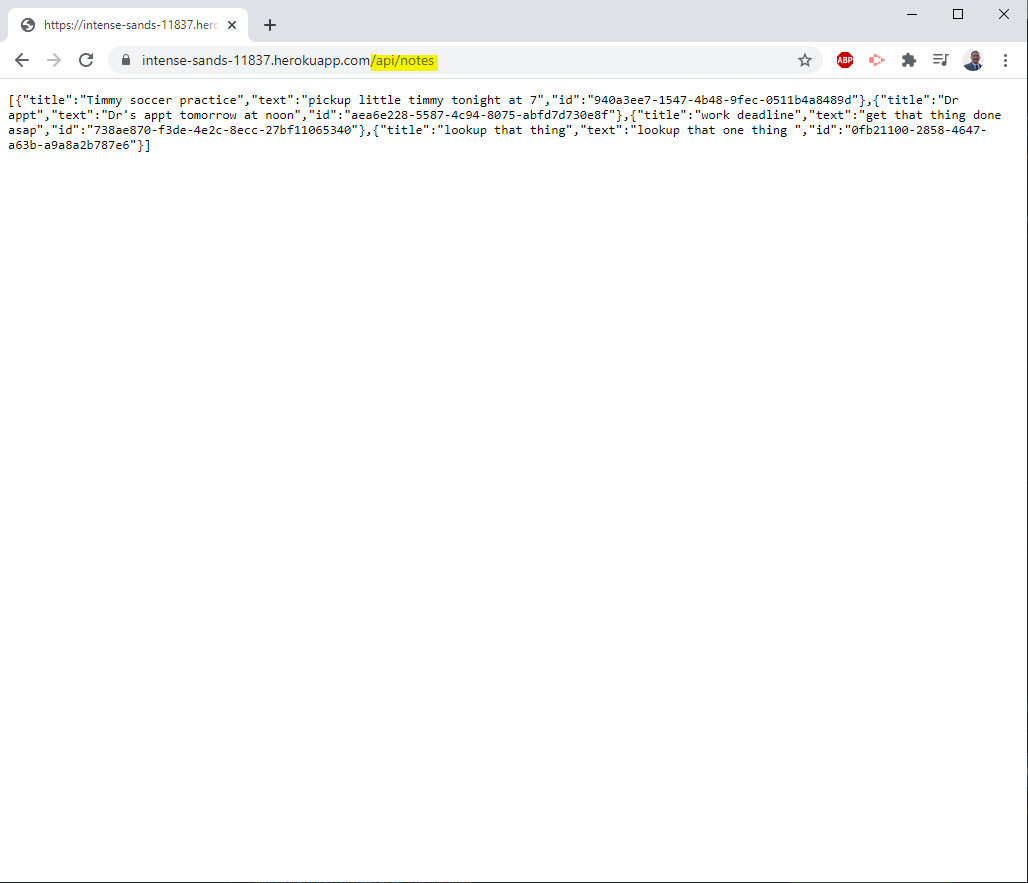 https://intense-sands-11837.herc
intense-sands-11837.herokuapp.com/api/notes
ABP
[{"title":"Timmy soccer practice","text":"pickup little timmy tonight at 7","id":"940a3ee7-1547-4b48-9fec-0511b4a8489d"},{"title":"Dr
appt","text":"Dr's appt tomorrow at noon","id":"aea6e228-5587-4c94-8075-abfd7d730e8f"},{"title":"work deadline","text":"get that thing done
asap","id":"738ae870-f3de-4e2c-8ecc-27bf11065340"},{"title":"lookup that thing","text":"lookup that one thing ","id":"0fb21100-2858-4647-
a63b-a9a8a2b787e6"}]